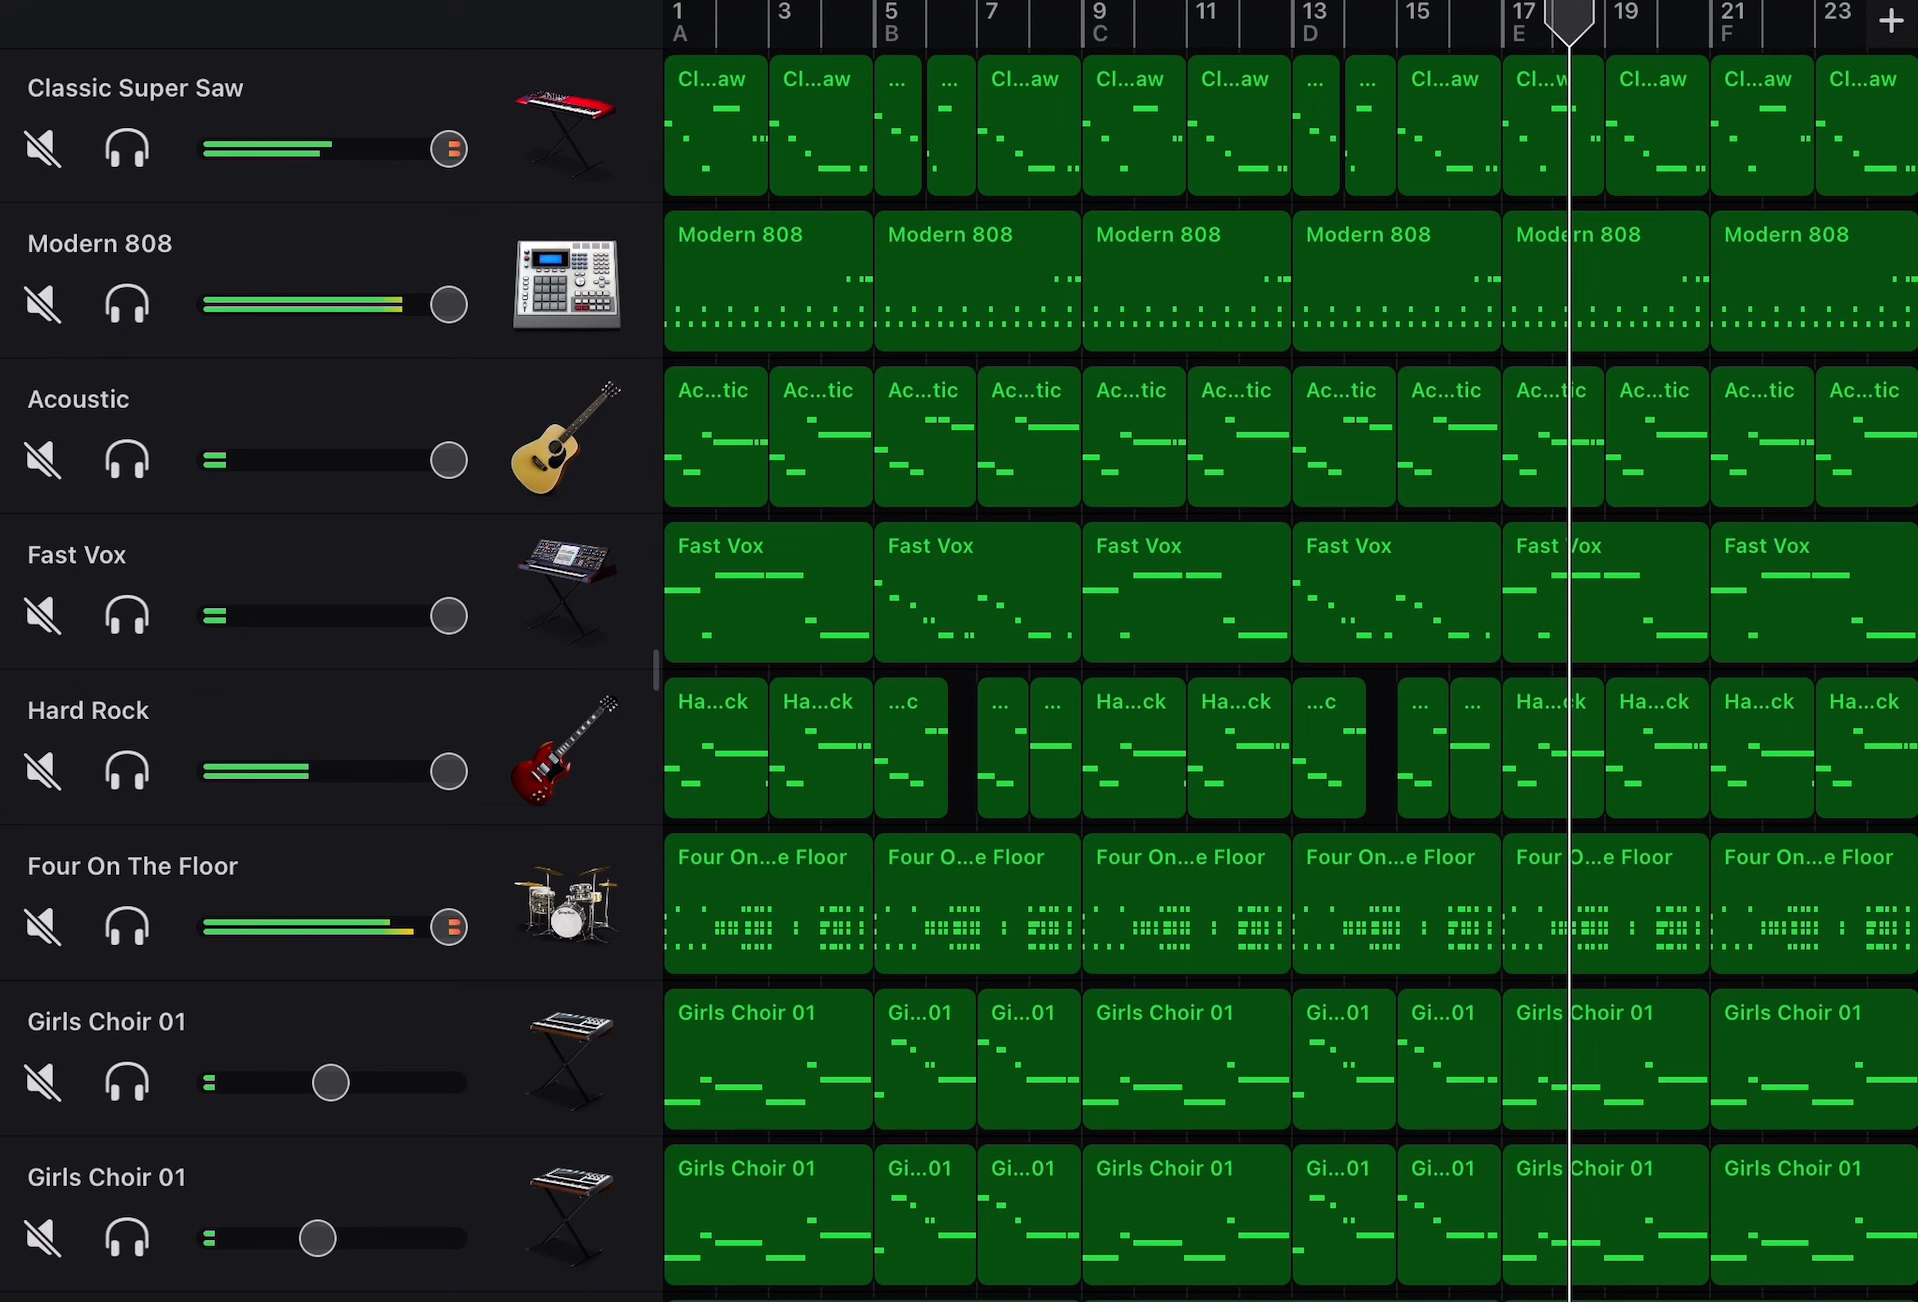 1 3 5 7 9 11 13 15 17 19 21 23 +
A B C D E F
Classic Super Saw
Cl...aw Cl...aw ... ... Cl...aw Cl...aw Cl...aw ... ... Cl...aw Cl...w Cl...aw Cl...aw Cl...aw
Modern 808
Modern 808 Modern 808 Modern 808 Modern 808 Modern 808 Modern 808
Acoustic
Ac...tic Ac...tic Ac...tic Ac...tic Ac...tic Ac...tic Ac...tic Ac...tic Ac...tic Ac...tic Ac...tic Ac...tic
Fast Vox
Fast Vox Fast Vox Fast Vox Fast Vox Fast Vox Fast Vox
Hard Rock
Ha...ck Ha...ck ...c ... ... Ha...ck Ha...ck ...c ... ... Ha...ck Ha...ck Ha...ck Ha...ck
Four On The Floor
Four On...e Floor Four O...e Floor Four On...e Floor Four On...e Floor Four O...e Floor Four On...e Floor
Girls Choir 01
Girls Choir 01 Gi...01 Gi...01 Girls Choir 01 Gi...01 Gi...01 Girls Choir 01 Girls Choir 01
Girls Choir 01
Girls Choir 01 Gi...01 Gi...01 Girls Choir 01 Gi...01 Gi...01 Girls Choir 01 Girls Choir 01